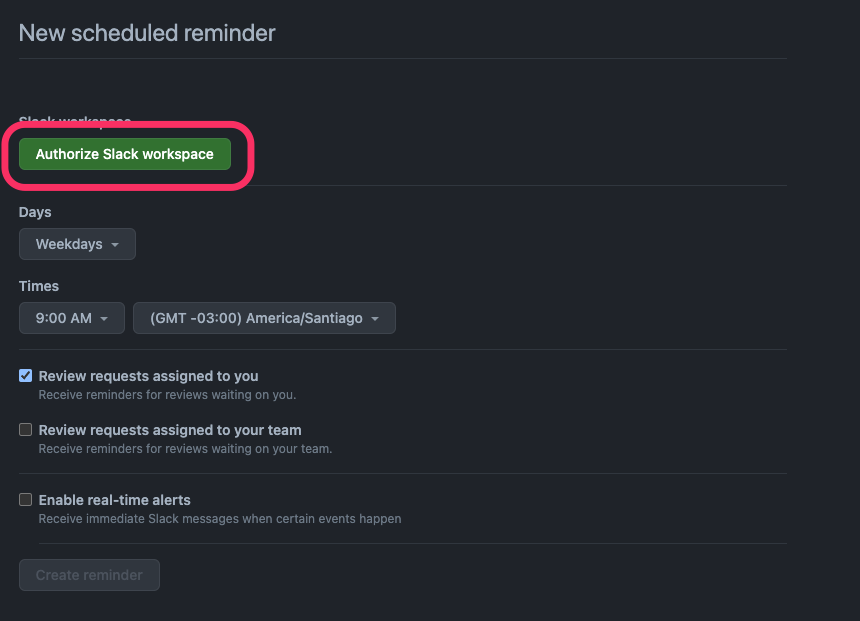 New scheduled reminder
Slack workspace
Authorize Slack workspace
Days
Weekdays
Times
9:00 AM
(GMT -03:00) America/Santiago
Review requests assigned to you
Receive reminders for reviews waiting on you.
Review requests assigned to your team
Receive reminders for reviews waiting on your team.
Enable real-time alerts
Receive immediate Slack messages when certain events happen
Create reminder